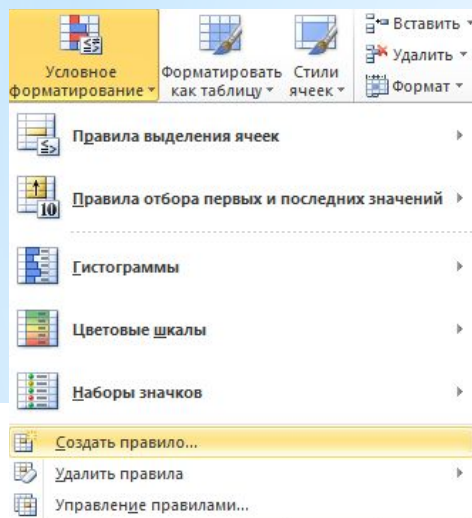 Условное форматирование
Форматировать как таблицу
Стили ячеек
Вставить
Удалить
Формат
Правила выделения ячеек
Правила отбора первых и последних значений
10
Гистограммы
Цветовые шкалы
Наборы значков
Создать правило...
Удалить правила
Управление правилами...